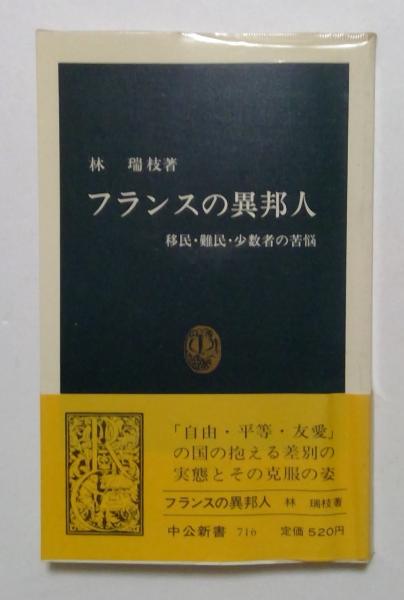 林 瑞枝著
フランスの異邦人
移民・難民・少数者の苦悩
「自由・平等・友愛」
の国の抱える差別の
実態とその克服の姿
フランスの異邦人 林 瑞枝著
中公新書 716 定価 520円